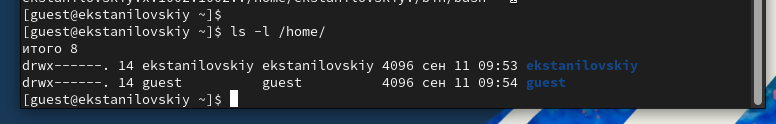 [guest@ekstanilovskiy ~]$
[guest@ekstanilovskiy ~]$ ls -l /home/
итого 8
drwx------. 14 ekstanilovskiy ekstanilovskiy 4096 сен 11 09:53 ekstanilovskiy
drwx------. 14 guest          guest          4096 сен 11 09:54 guest
[guest@ekstanilovskiy ~]$